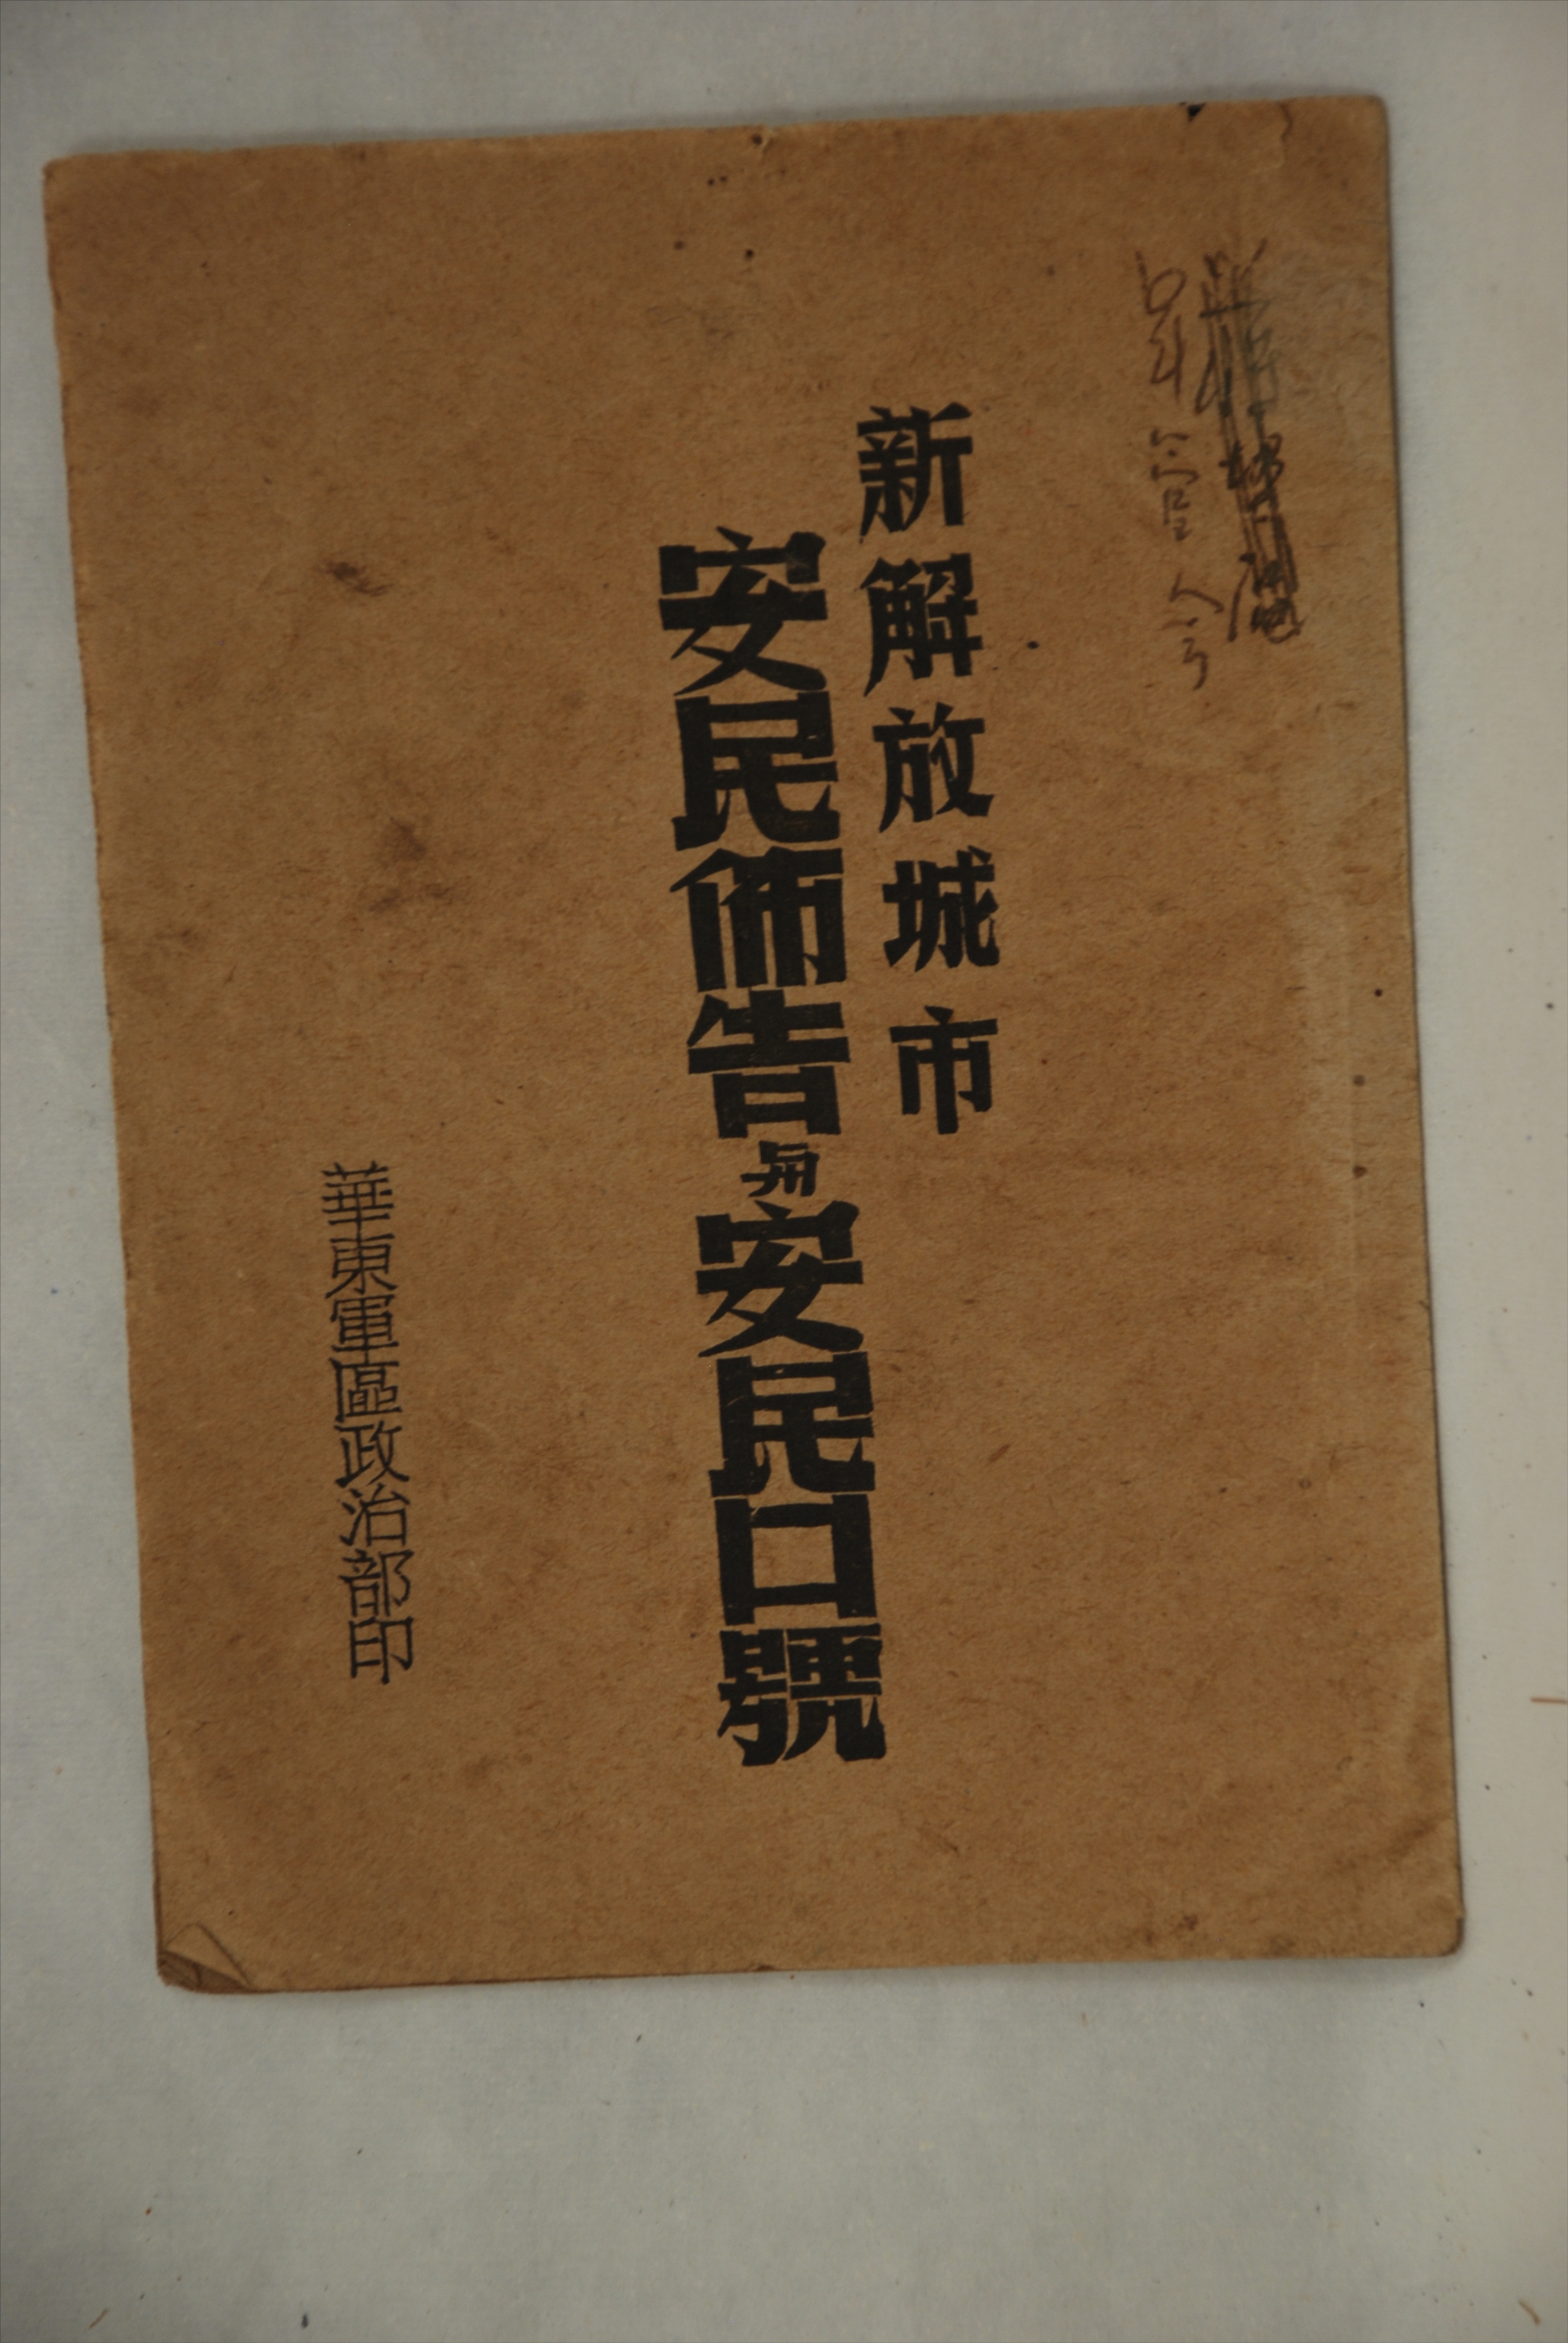 新解放城市
安民佈告与安民口號
華東軍區政治部印